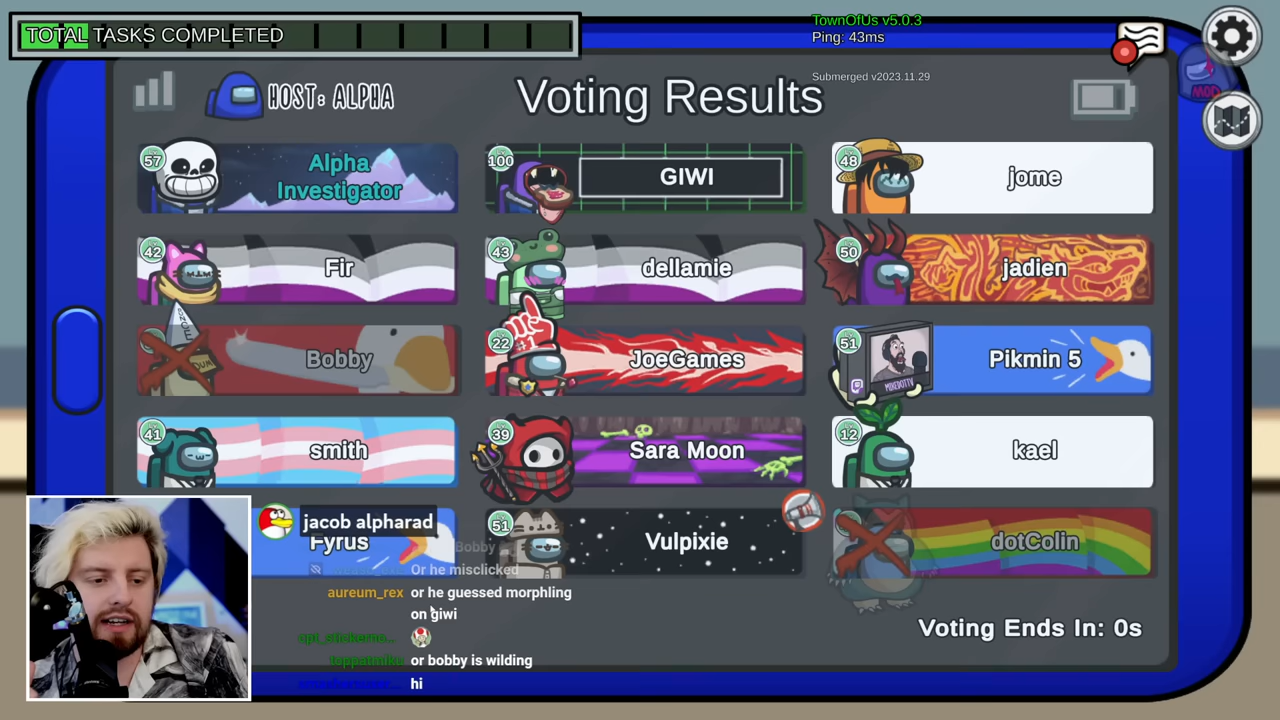 TOTAL TASKS COMPLETED
TownOfUs v5.0.3
Ping: 43ms
Submerged v2023.11.29
HOST: ALPHA
Voting Results
MOD
57
Alpha
Investigator
100
GIWI
48
jome
42
Fir
43
dellamie
50
jadien
Bobby
22
JoeGames
51
Pikmin 5
41
smith
39
Sara Moon
12
kael
jacob alpharad
Fyrus
51
Vulpixie
dotColin
Bobby
Or he misclicked
aureum_rex or he guessed morphling
on giwi
toppatmiku or bobby is wilding
hi
Voting Ends In: 0s